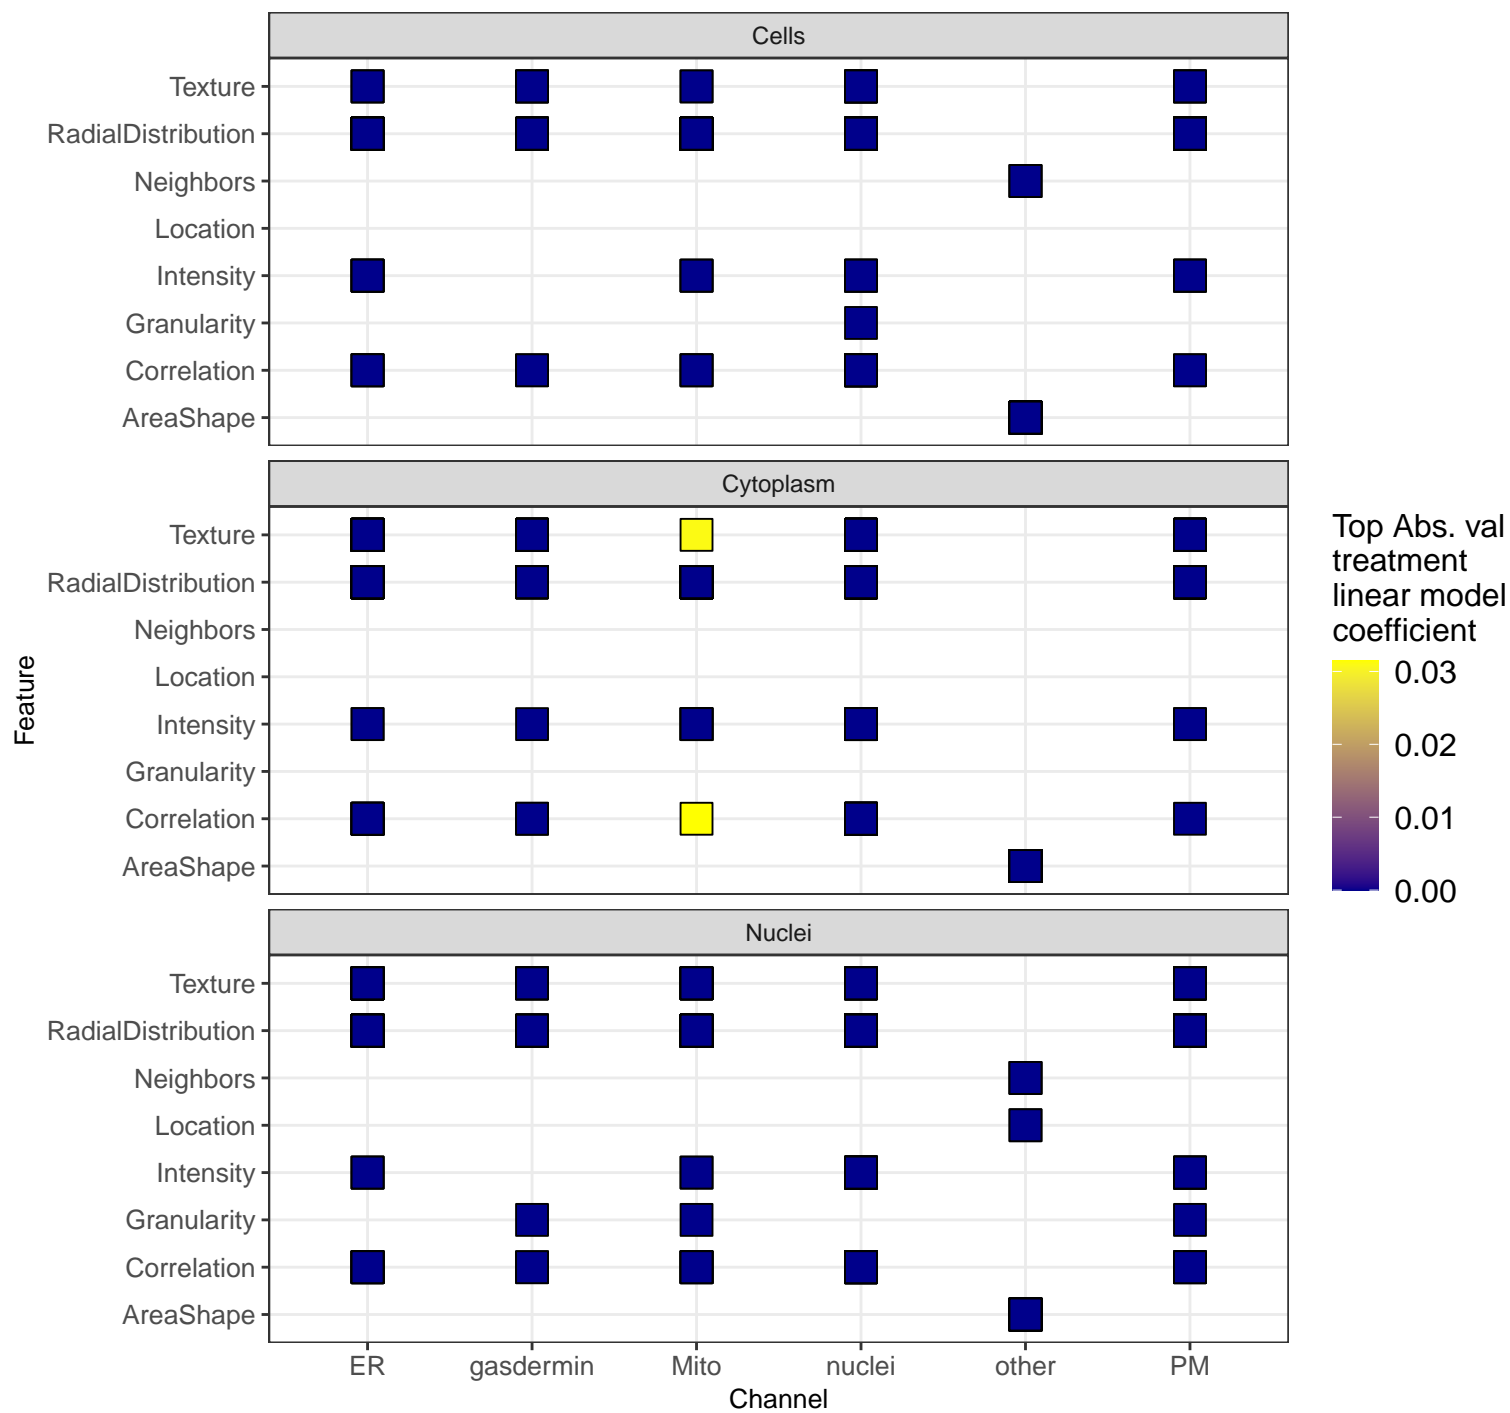 Cells
Texture
RadialDistribution
Neighbors
Location
Intensity
Granularity
Correlation
AreaShape
Cytoplasm
Texture
RadialDistribution
Neighbors
Location
Intensity
Granularity
Correlation
AreaShape
Nuclei
Texture
RadialDistribution
Neighbors
Location
Intensity
Granularity
Correlation
AreaShape
ER gasdermin Mito nuclei other PM
Channel
Feature
Top Abs. val
treatment
linear model
coefficient
0.03
0.02
0.01
0.00